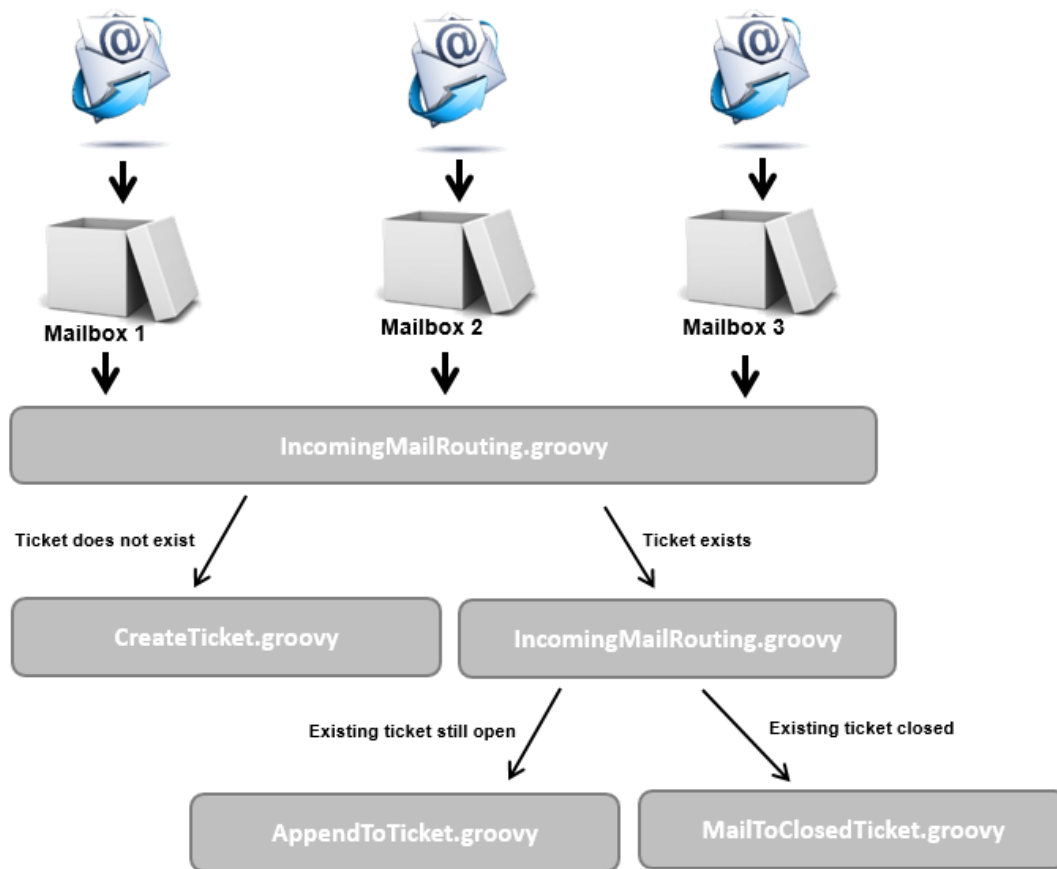 @
@
@
Mailbox 1
Mailbox 2
Mailbox 3
IncomingMailRouting.groovy
Ticket does not exist
Ticket exists
CreateTicket.groovy
IncomingMailRouting.groovy
Existing ticket still open
Existing ticket closed
AppendToTicket.groovy
MailToClosedTicket.groovy